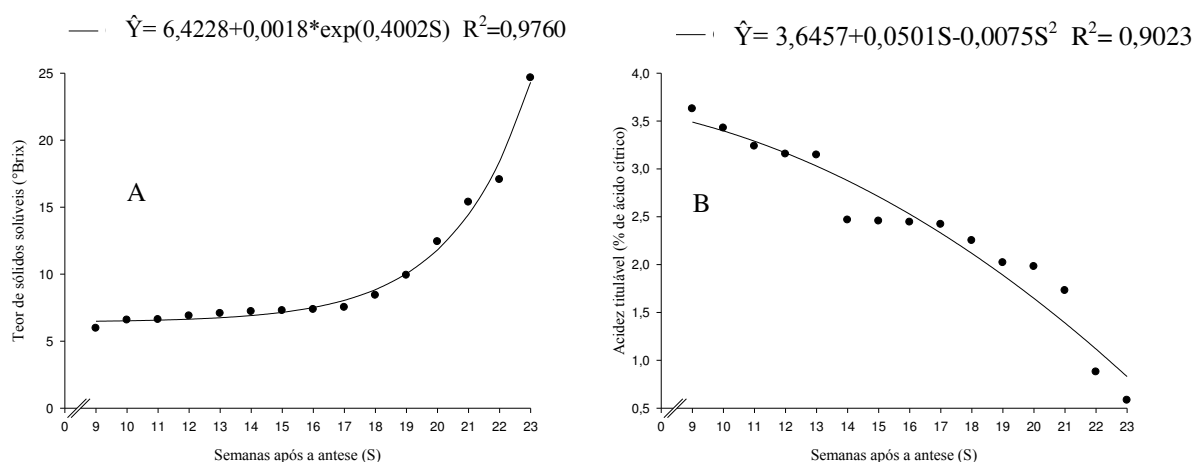 Ŷ= 6,4228+0,0018*exp(0,4002S) R²=0,9760
25
20
15
10
5
0
Teor de sólidos solúveis (°Brix)
A
0 9 10 11 12 13 14 15 16 17 18 19 20 21 22 23
Semanas após a antese (S)
Ŷ= 3,6457+0,0501S-0,0075S² R²= 0,9023
4,0
3,5
3,0
2,5
2,0
1,5
1,0
0,5
Acidez titulável (% de ácido cítrico)
B
0 9 10 11 12 13 14 15 16 17 18 19 20 21 22 23
Semanas após a antese (S)